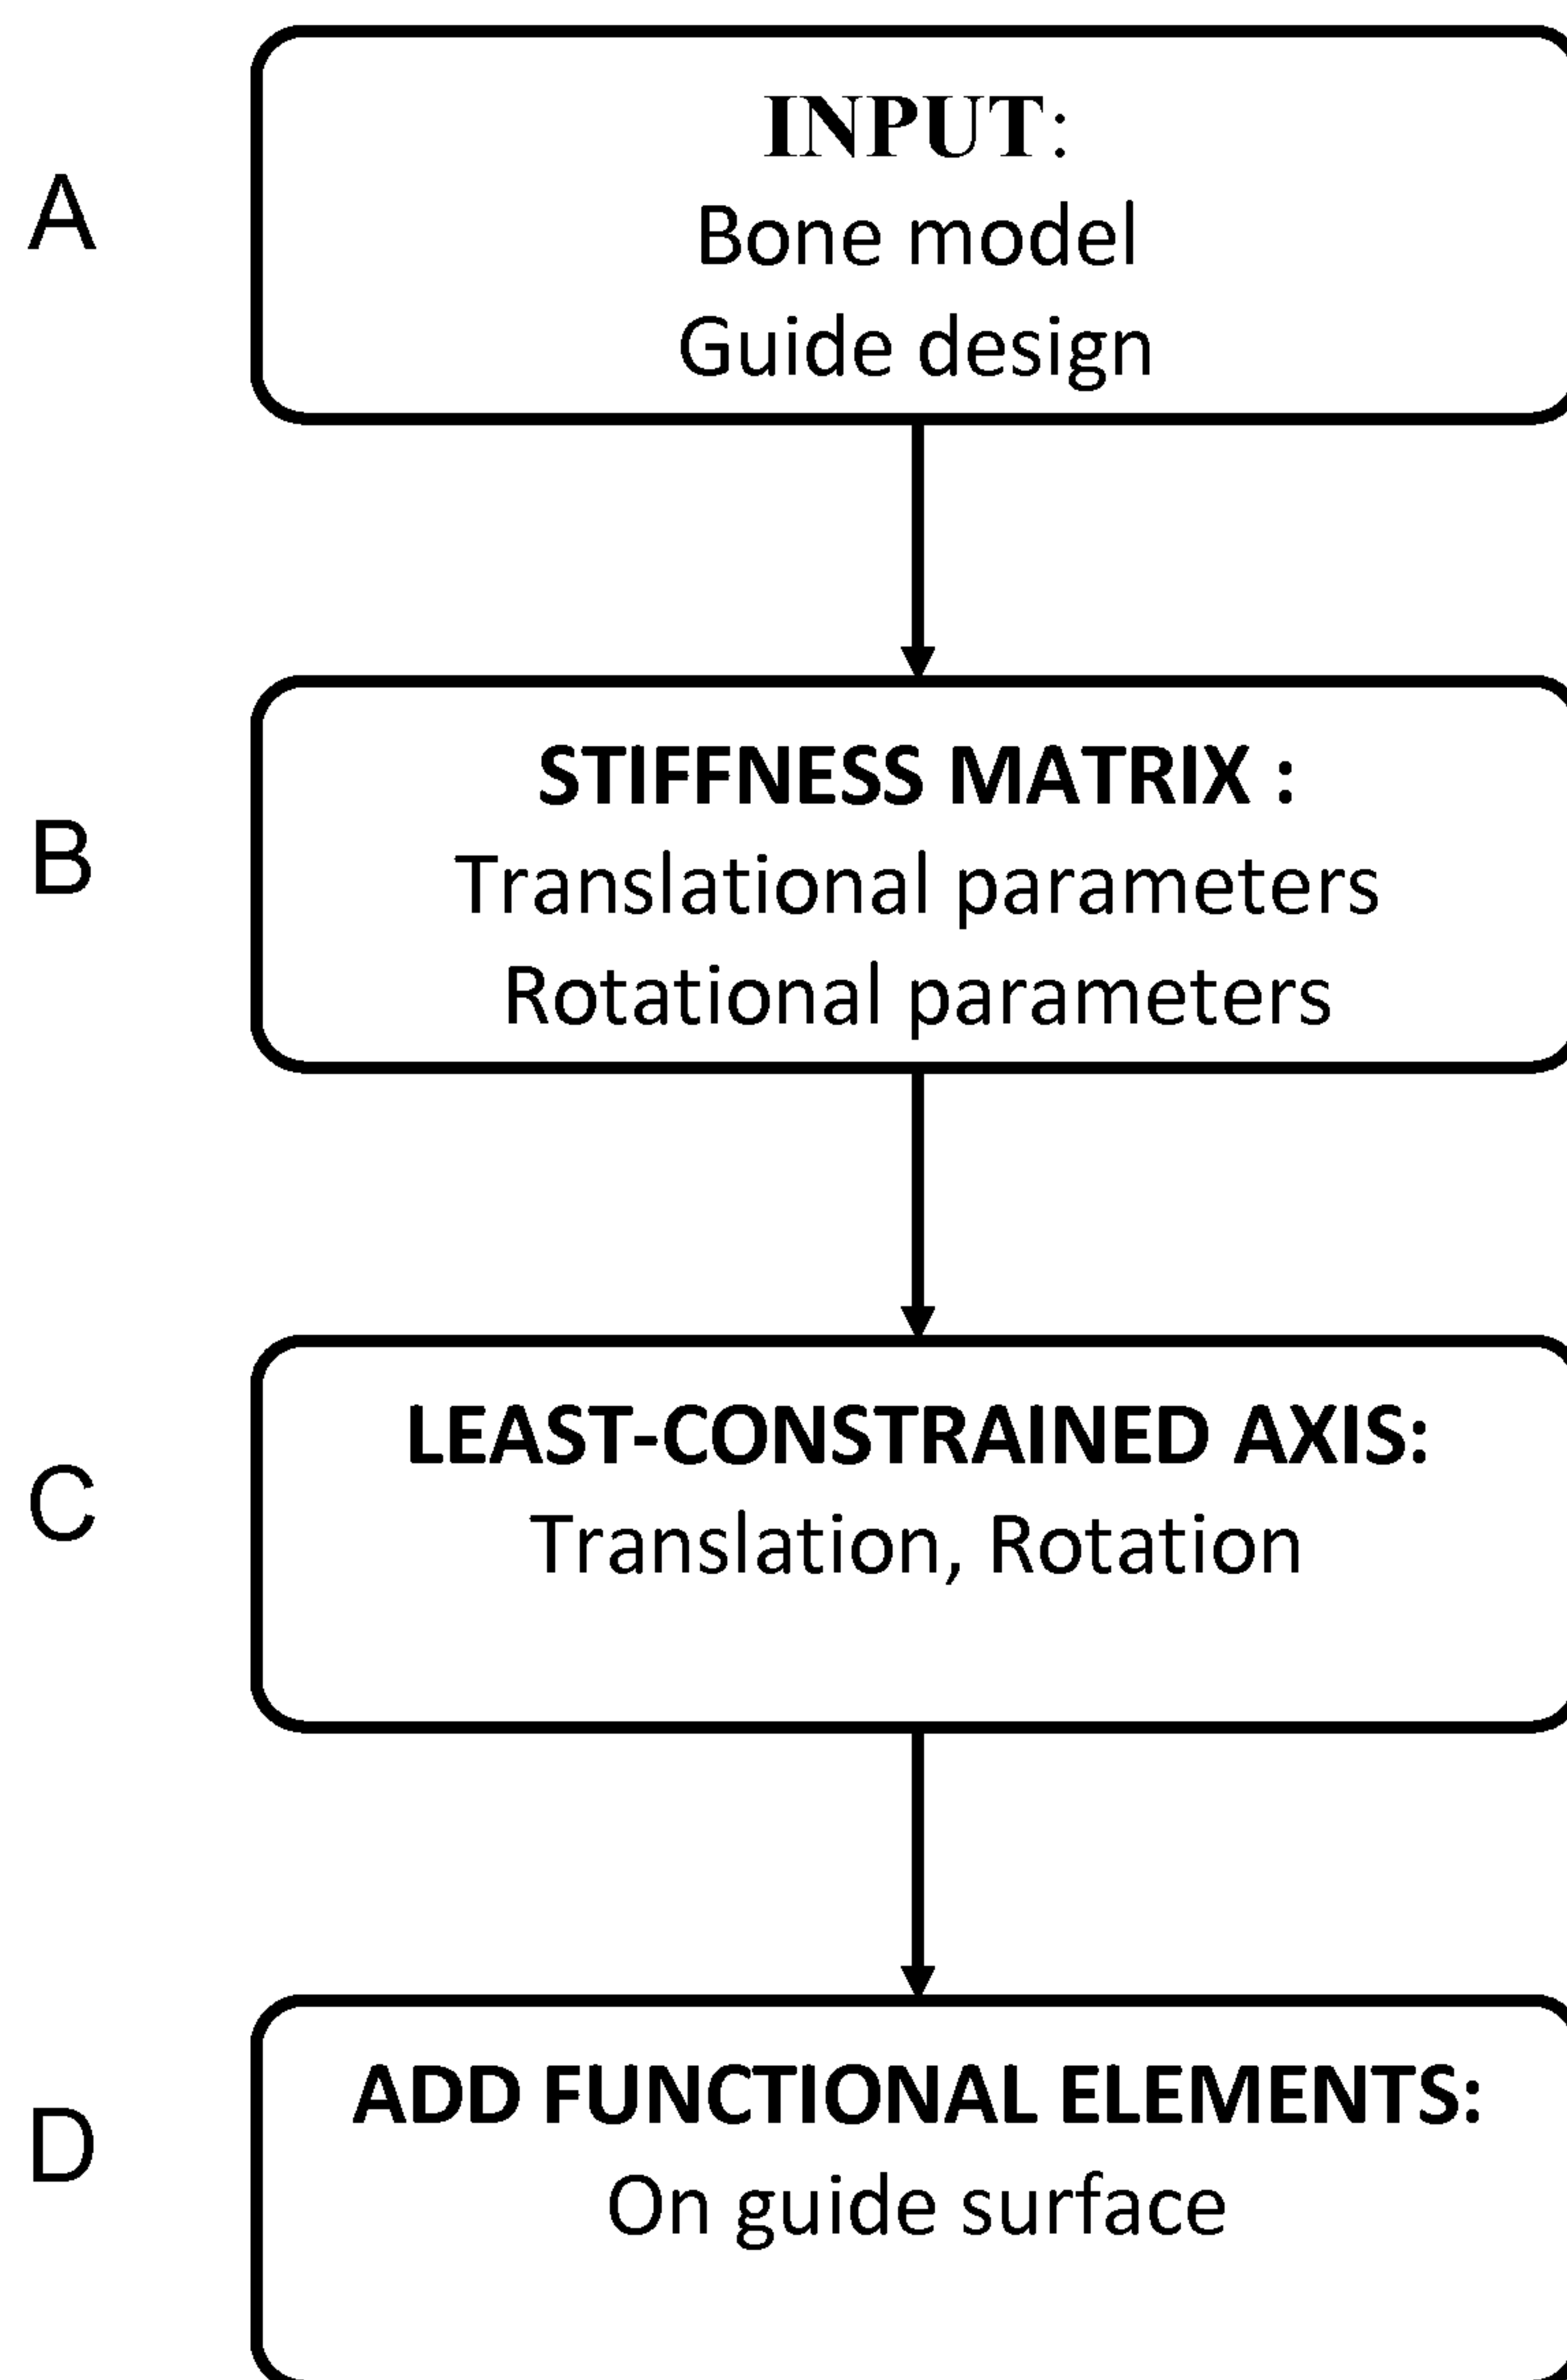 A
INPUT:
Bone model
Guide design
B
STIFFNESS MATRIX :
Translational parameters
Rotational parameters
C
LEAST-CONSTRAINED AXIS:
Translation, Rotation
D
ADD FUNCTIONAL ELEMENTS:
On guide surface